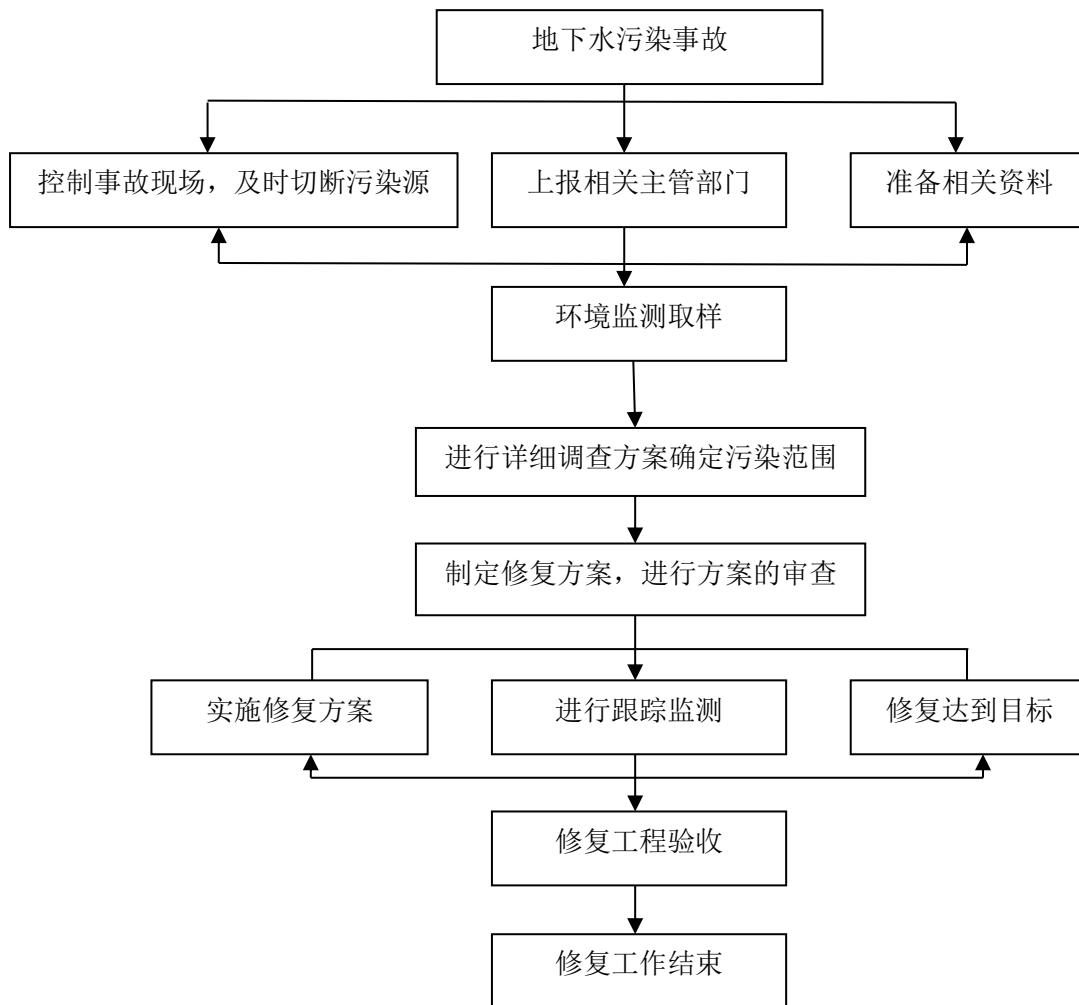 地下水污染事故
控制事故现场，及时切断污染源
上报相关主管部门
准备相关资料
环境监测取样
进行详细调查方案确定污染范围
制定修复方案，进行方案的审查
实施修复方案
进行跟踪监测
修复达到目标
修复工程验收
修复工作结束